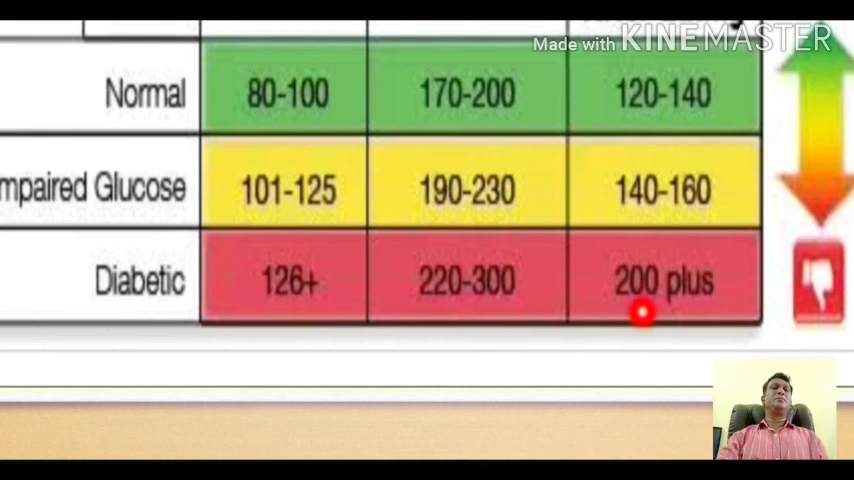 Made with KINEMASTER
Normal 80-100 170-200 120-140
mpaired Glucose 101-125 190-230 140-160
Diabetic 126+ 220-300 200 plus